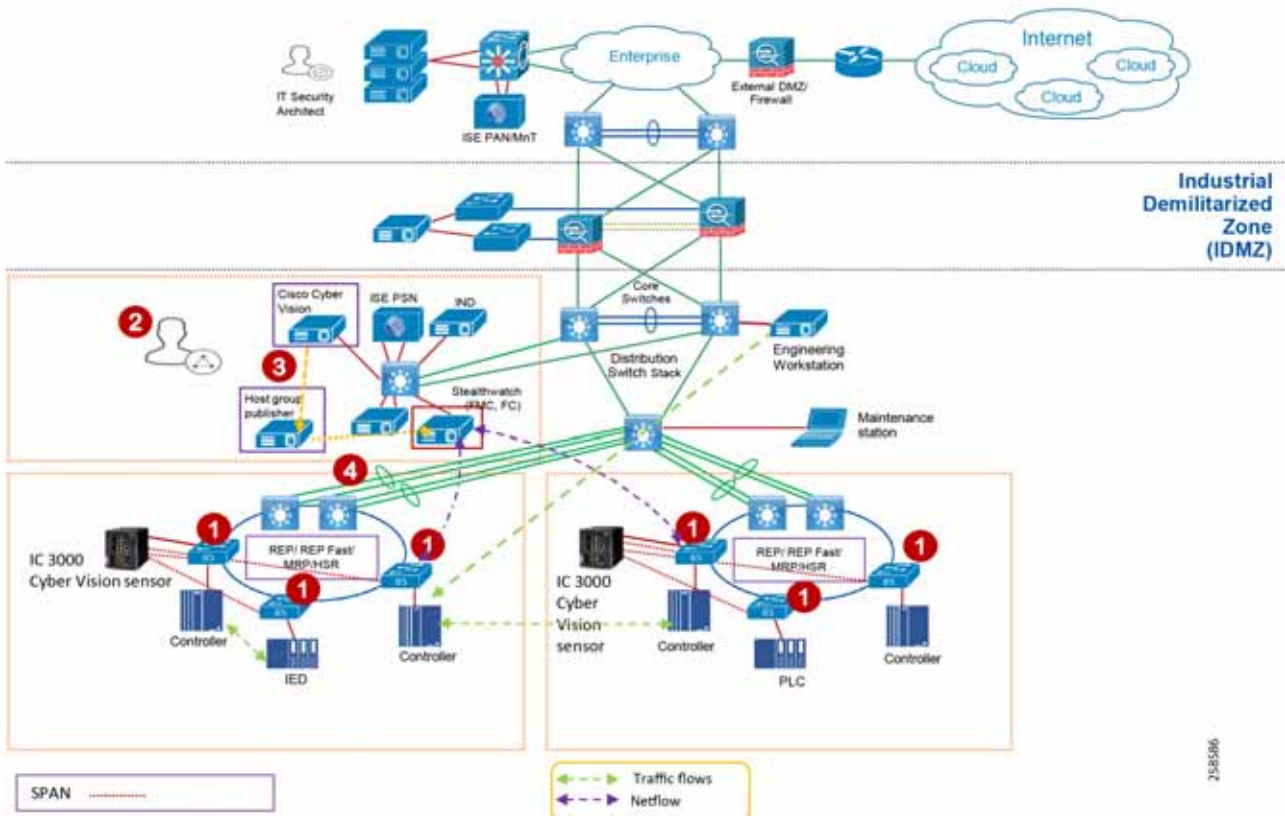 Internet
Cloud
Cloud
Cloud
Enterprise
External DMZ/
Firewall
IT Security
Architect
ISE PAN/MnT
Industrial
Demilitarized
Zone
(IDMZ)
Core
Switches
Cisco Cyber
Vision
ISE PSN
IND
2
3
Engineering
Workstation
Distribution
Switch Stack
Stealthwatch
(FMC, FC)
Host group
publisher
Maintenance
station
4
1
1
1
REP/ REP Fast/
MRP/HSR
IC 3000
Cyber Vision sensor
Controller
Controller
IED
1
1
1
REP/ REP Fast/
MRP/HSR
IC 3000
Cyber
Vision
sensor
Controller
Controller
PLC
258586
SPAN
Traffic flows
Netflow